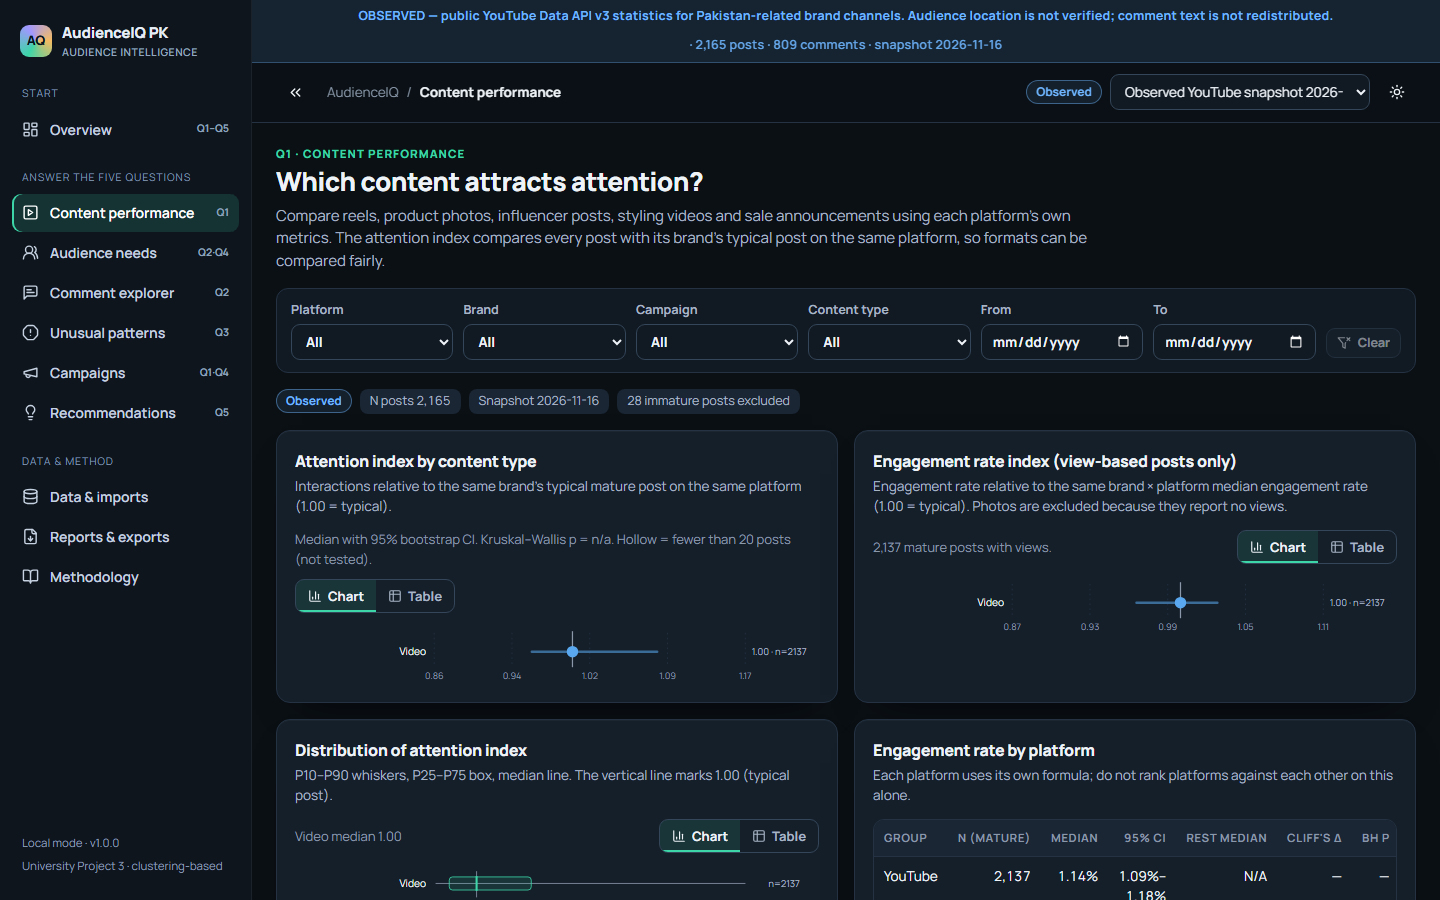 AQ
AudienceIQ PK
AUDIENCE INTELLIGENCE
START
Overview Q1–Q5
ANSWER THE FIVE QUESTIONS
Content performance Q1
Audience needs Q2·Q4
Comment explorer Q2
Unusual patterns Q3
Campaigns Q1·Q4
Recommendations Q5
DATA & METHOD
Data & imports
Reports & exports
Methodology
Local mode · v1.0.0
University Project 3 · clustering-based
OBSERVED — public YouTube Data API v3 statistics for Pakistan-related brand channels. Audience location is not verified; comment text is not redistributed.
· 2,165 posts · 809 comments · snapshot 2026-11-16
AudienceIQ / Content performance
Observed
Observed YouTube snapshot 2026-
Q1 · CONTENT PERFORMANCE
Which content attracts attention?
Compare reels, product photos, influencer posts, styling videos and sale announcements using each platform's own
metrics. The attention index compares every post with its brand's typical post on the same platform, so formats can be
compared fairly.
Platform Brand Campaign Content type From To
All All All All mm/dd/yyyy mm/dd/yyyy Clear
Observed N posts 2,165 Snapshot 2026-11-16 28 immature posts excluded
Attention index by content type
Interactions relative to the same brand's typical mature post on the same platform
(1.00 = typical).
Median with 95% bootstrap CI. Kruskal–Wallis p = n/a. Hollow = fewer than 20 posts
(not tested).
Chart Table
Video 1.00 · n=2137
0.86 0.94 1.02 1.09 1.17
Engagement rate index (view-based posts only)
Engagement rate relative to the same brand × platform median engagement rate
(1.00 = typical). Photos are excluded because they report no views.
2,137 mature posts with views. Chart Table
Video 1.00 · n=2137
0.87 0.93 0.99 1.05 1.11
Distribution of attention index
P10–P90 whiskers, P25–P75 box, median line. The vertical line marks 1.00 (typical
post).
Video median 1.00 Chart Table
Video n=2137
Engagement rate by platform
Each platform uses its own formula; do not rank platforms against each other on this
alone.
GROUP N (MATURE) MEDIAN 95% CI REST MEDIAN CLIFF'S Δ BH P
YouTube 2,137 1.14% 1.09%– N/A — —
1.18%